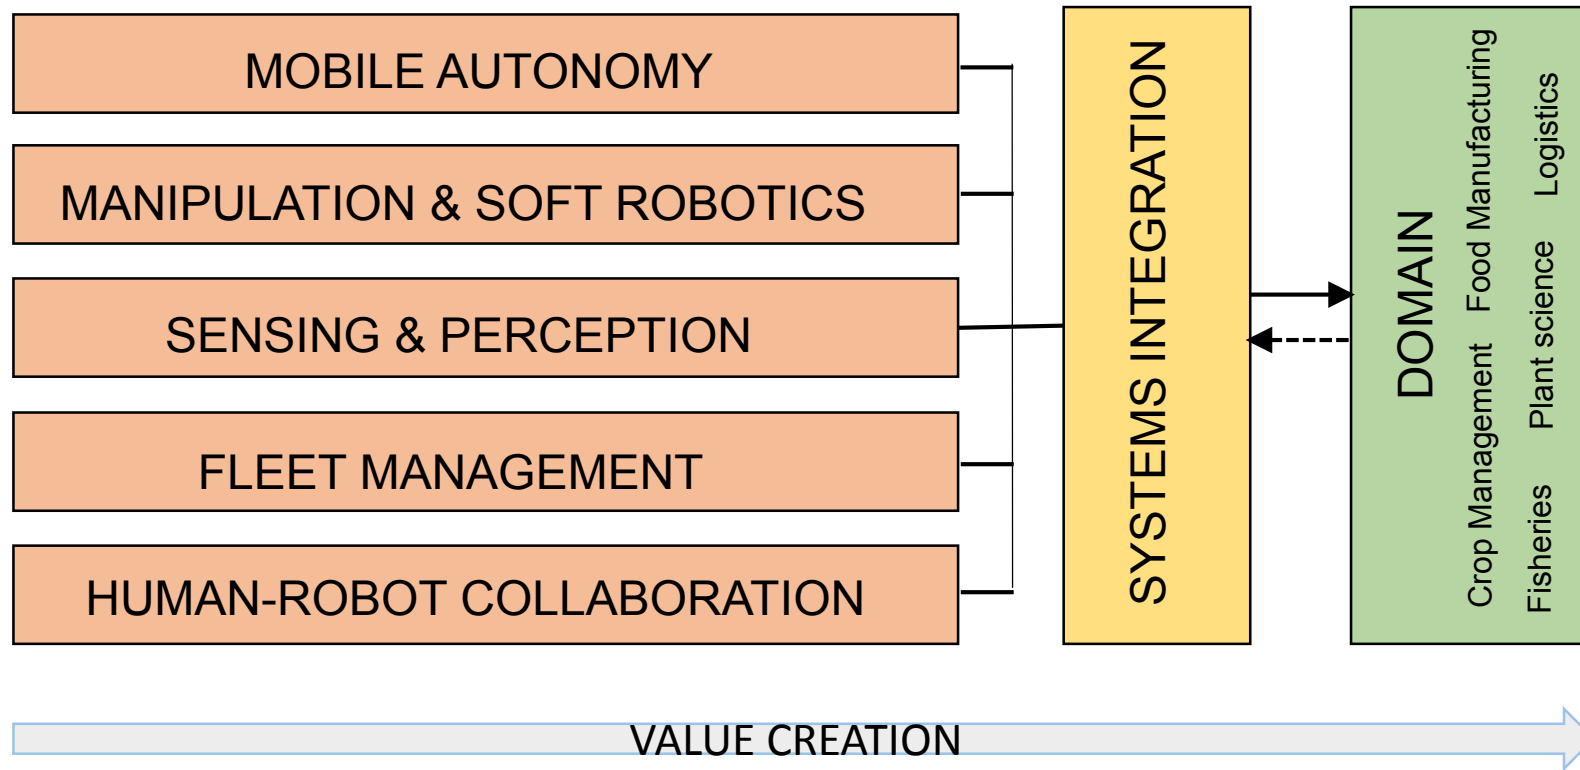 MOBILE AUTONOMY
MANIPULATION & SOFT ROBOTICS
SENSING & PERCEPTION
FLEET MANAGEMENT
HUMAN-ROBOT COLLABORATION
SYSTEMS INTEGRATION
DOMAIN
Crop Management Food Manufacturing
Fisheries Plant science Logistics
VALUE CREATION